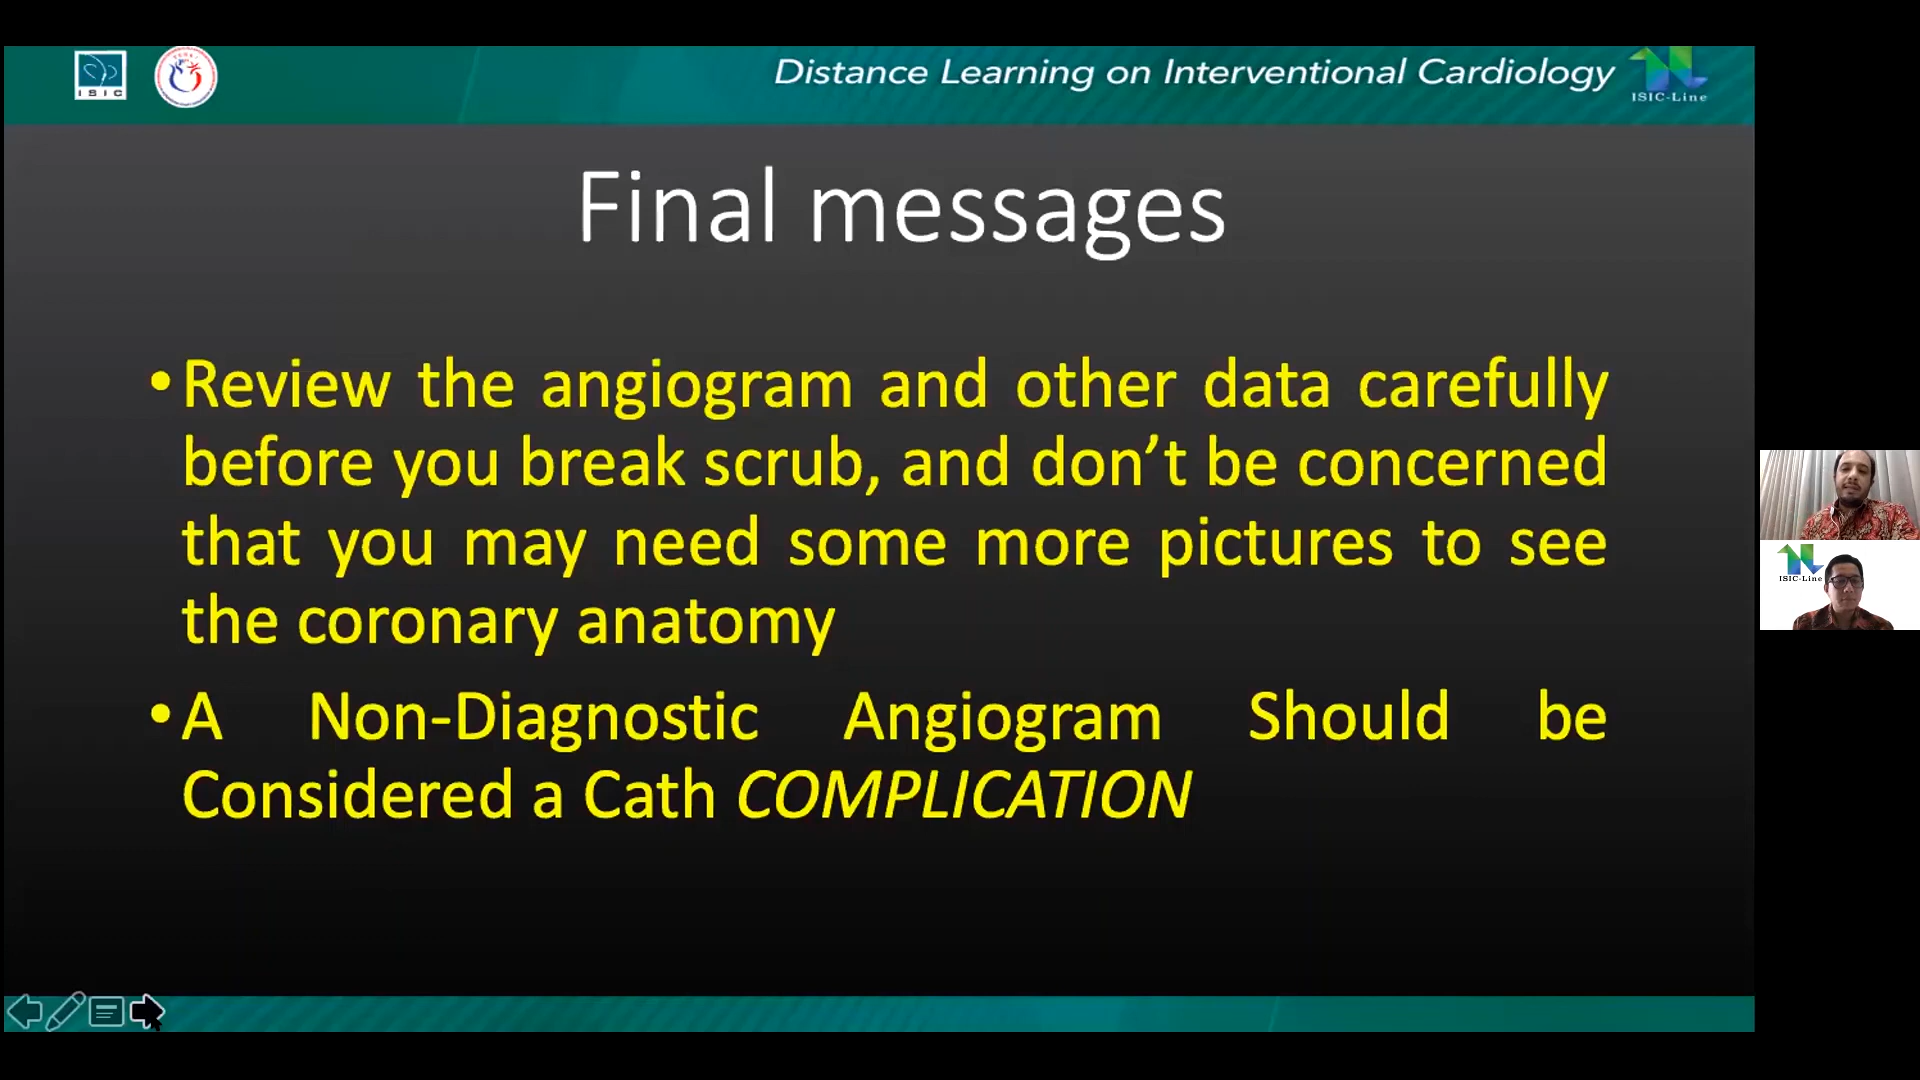 ISIC
Distance Learning on Interventional Cardiology
ISIC-Line
Final messages
•Review the angiogram and other data carefully
before you break scrub, and don’t be concerned
that you may need some more pictures to see
the coronary anatomy
•A Non-Diagnostic Angiogram Should be
Considered a Cath COMPLICATION
ISIC-Line